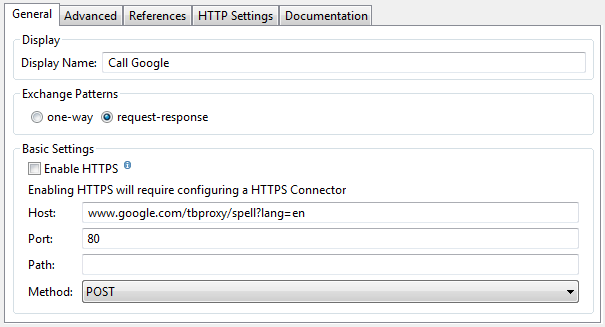 General Advanced References HTTP Settings Documentation
Display
Display Name: Call Google
Exchange Patterns
one-way request-response
Basic Settings
Enable HTTPS
Enabling HTTPS will require configuring a HTTPS Connector
Host: www.google.com/tbproxy/spell?lang=en
Port: 80
Path:
Method: POST